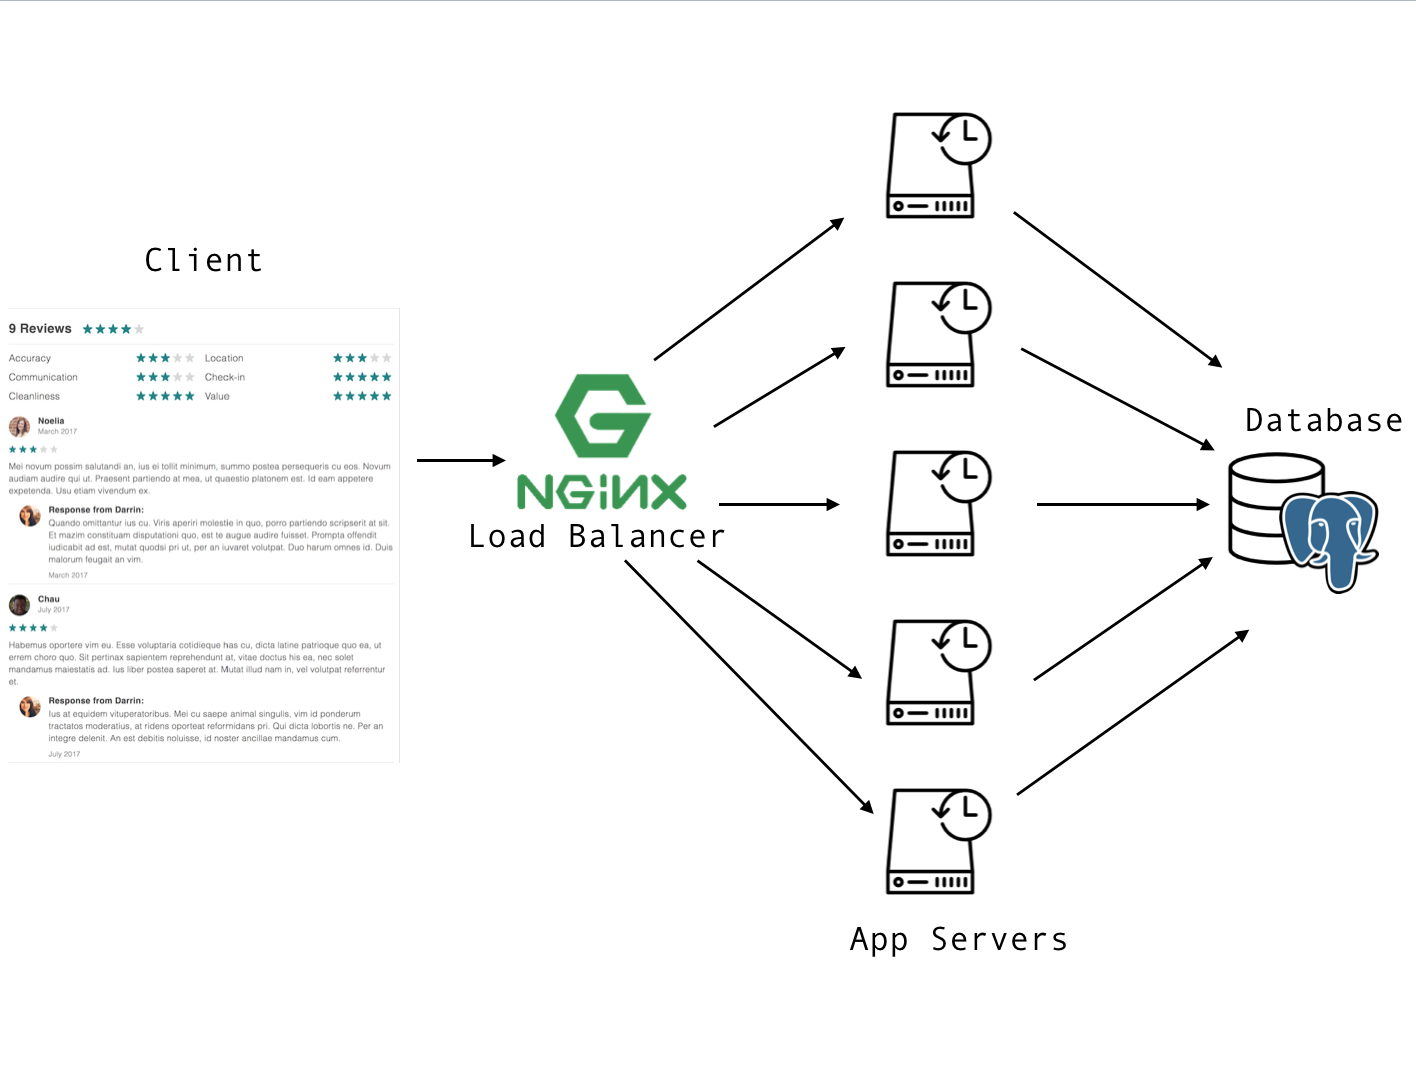 Client
9 Reviews
Accuracy
Location
Communication
Check-in
Cleanliness
Value
Noelia
March 2017
Mei novum possim salutandi an, ius ei tollit minimum, summo postea persequeris cu eos. Novum
audiam audire qui ut. Praesent partiendo at mea, ut quaestio platonem est. Id eam appetere
expetenda. Usu etiam vivendum ex.
Response from Darrin:
Quando omittantur ius cu. Viris aperiri molestie in quo, porro partiendo scripserit at sit.
Et mazim constituam disputationi quo, est te augue audire fuisset. Prompta offendit
iudicabit ad est, mutat quodsi pri ut, per an iuvaret volutpat. Duo harum omnes id. Duis
malorum feugait an vim.
March 2017
Chau
July 2017
Habemus oportere vim eu. Esse voluptaria cotidieque has cu, dicta latine patrioque quo ea, ut
errem choro quo. Sit pertinax sapientem reprehendunt at, vitae doctus his ea, nec solet
mandamus maiestatis ad. Ius liber postea saperet at. Mutat illud nam in, vel volutpat referrentur
et.
Response from Darrin:
Ius at equidem vituperatoribus. Mei cu saepe animal singulis, vim id ponderum
tractatos moderatius, at ridens oporteat reformidans pri. Qui dicta lobortis ne. Per an
integre delenit. An est debitis noluisse, id noster ancillae mandamus cum.
July 2017
NGiNX
Load Balancer
App Servers
Database